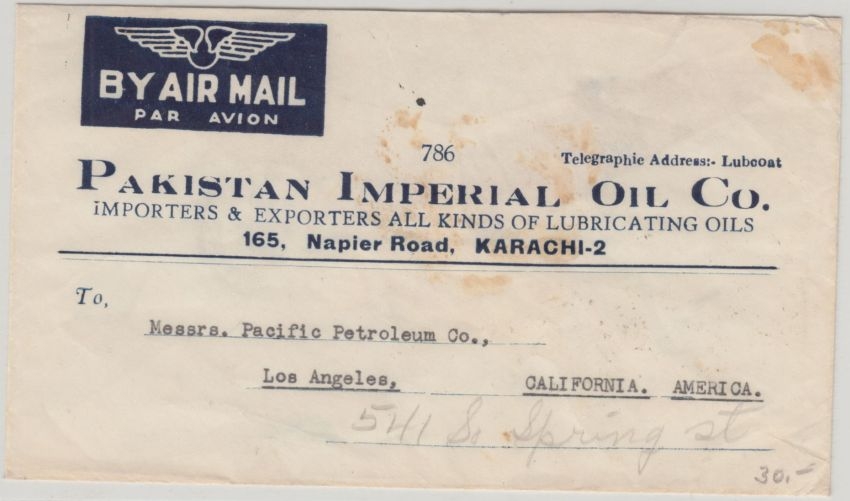 BY AIR MAIL
PAR AVION
786
Telegraphic Address:- Lubcoat
PAKISTAN IMPERIAL OIL CO.
IMPORTERS & EXPORTERS ALL KINDS OF LUBRICATING OILS
165, Napier Road, KARACHI-2
To,
Messrs. Pacific Petroleum Co.,
Los Angeles, CALIFORNIA. AMERICA.
541 So Spring st
30.-